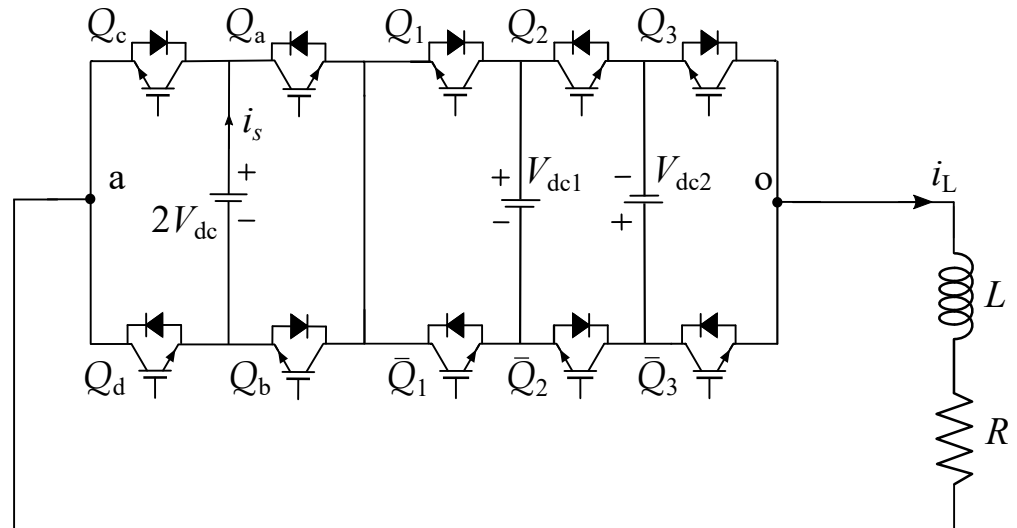 Qc Qa Q1 Q2 Q3
is
a + + Vdc1 - Vdc2 o iL
2Vdc - - +
L
Qd Qb Q̄1 Q̄2 Q̄3
R